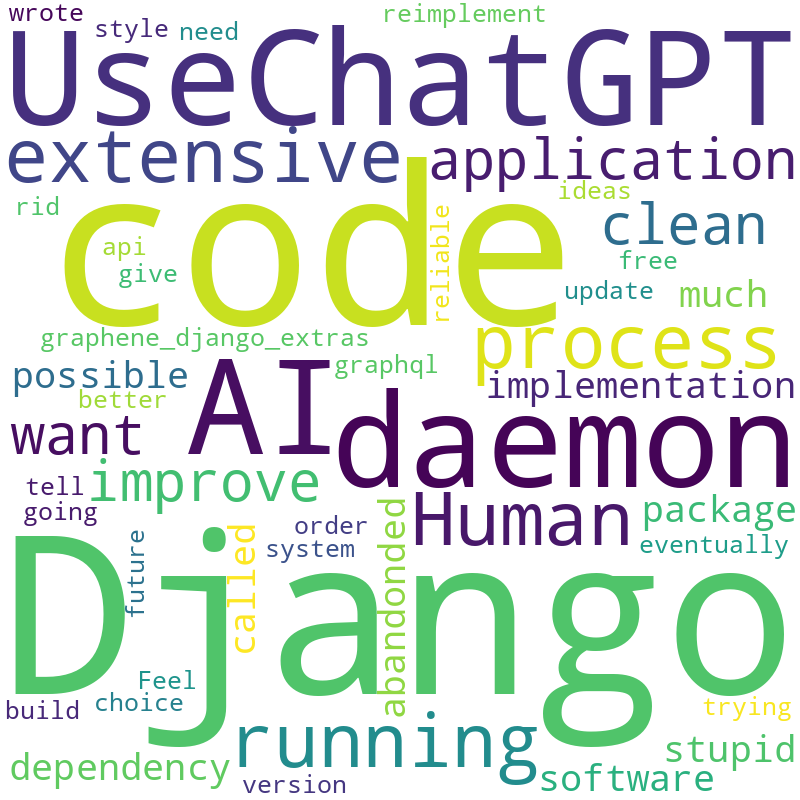 wrote
style
need
reimplement
UseChatGPT
extensive
application
rid
code
reliable
ideas
clean
api
give
free
update
much
graphene_django_extras
process
possible
better
AI
graphql
implementation
want
daemon
tell
going
improve
Human
package
eventually
order
system
called
abandonded
future
Django
Feel
choice
build
running
trying
stupid
dependency
version
software